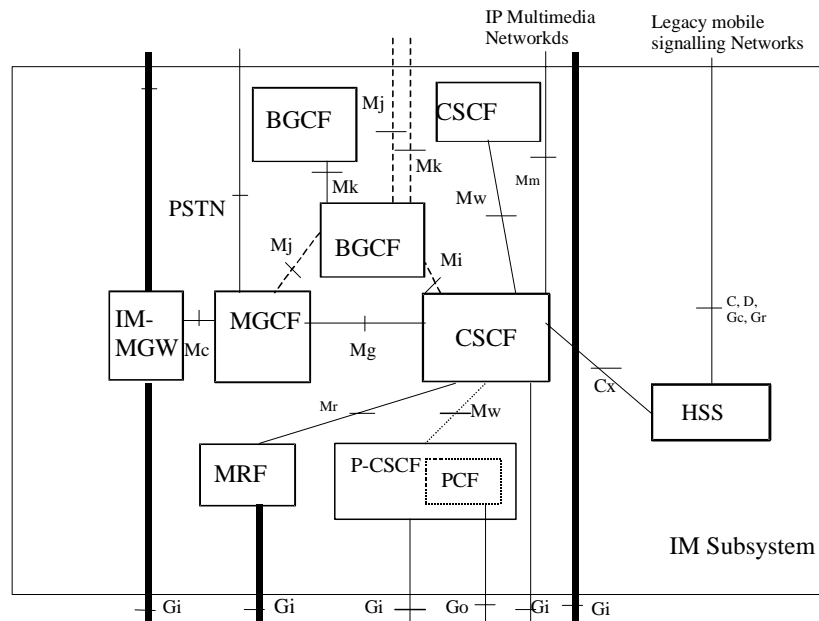 IP Multimedia
Networkds
Legacy mobile
signalling Networks
BGCF
Mj
CSCF
Mk
Mk
Mm
Mw
PSTN
BGCF
Mj
Mi
IM-
MGW
Mc
MGCF
Mg
CSCF
C, D,
Gc, Gr
Cx
HSS
Mr
Mw
MRF
P-CSCF
PCF
IM Subsystem
Gi
Gi
Gi
Go
Gi
Gi